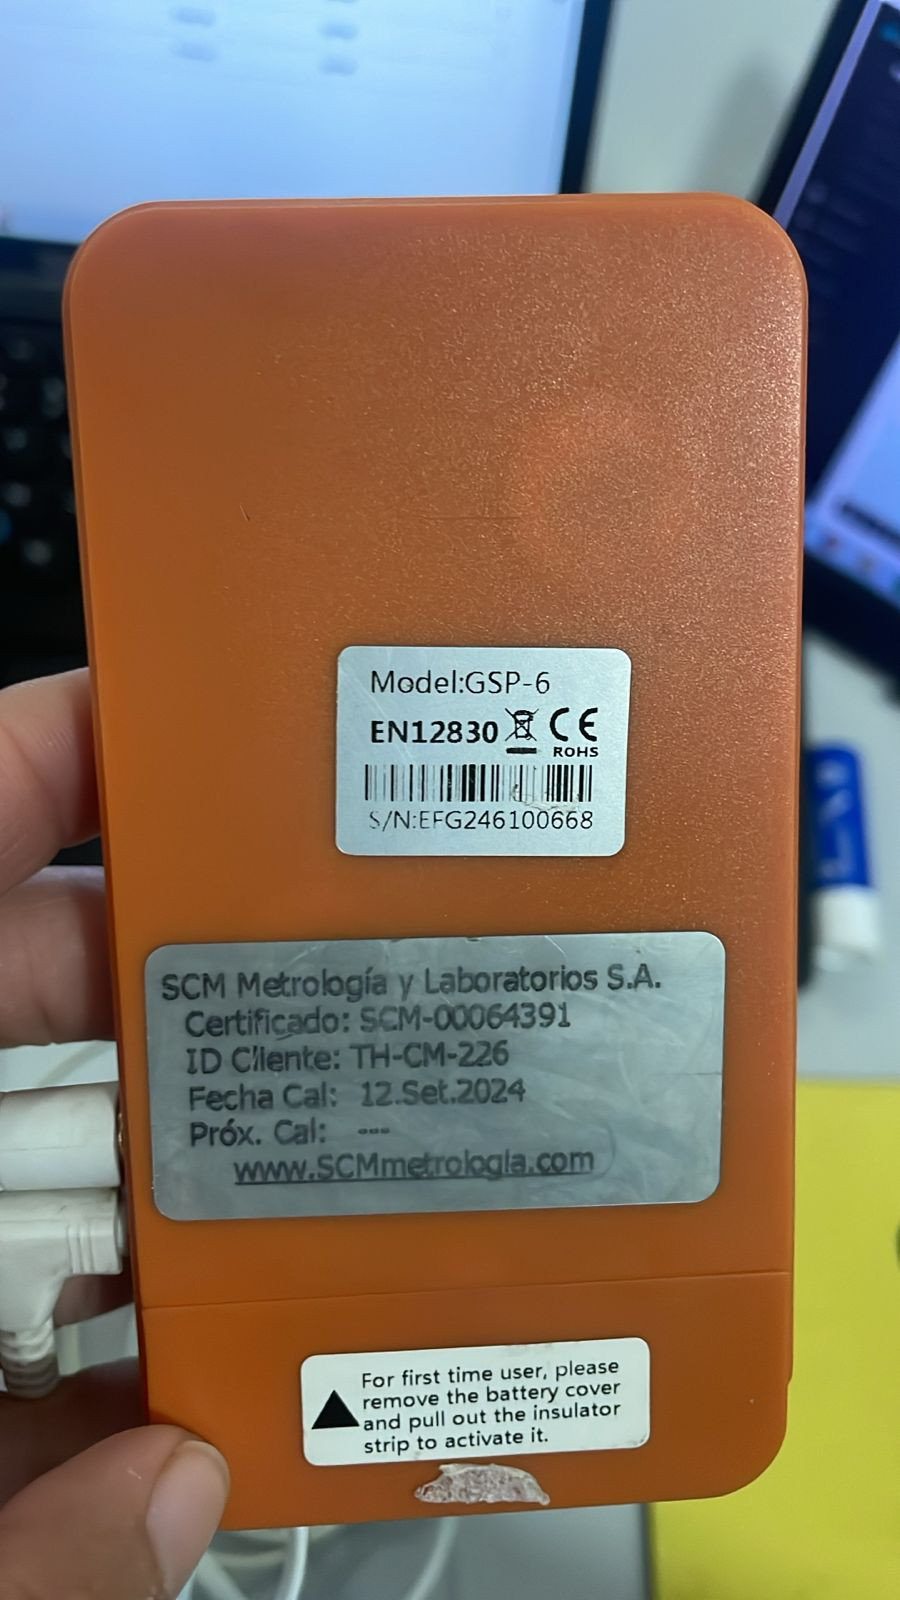 Model:GSP-6
EN12830 CE
ROHS
S/N:EFG246100668
SCM Metrología y Laboratorios S.A.
Certificado: SCM-00064391
ID Cliente: TH-CM-226
Fecha Cal: 12.Set.2024
Próx. Cal: ---
www.SCMmetrologia.com
For first time user, please
remove the battery cover
and pull out the insulator
strip to activate it.